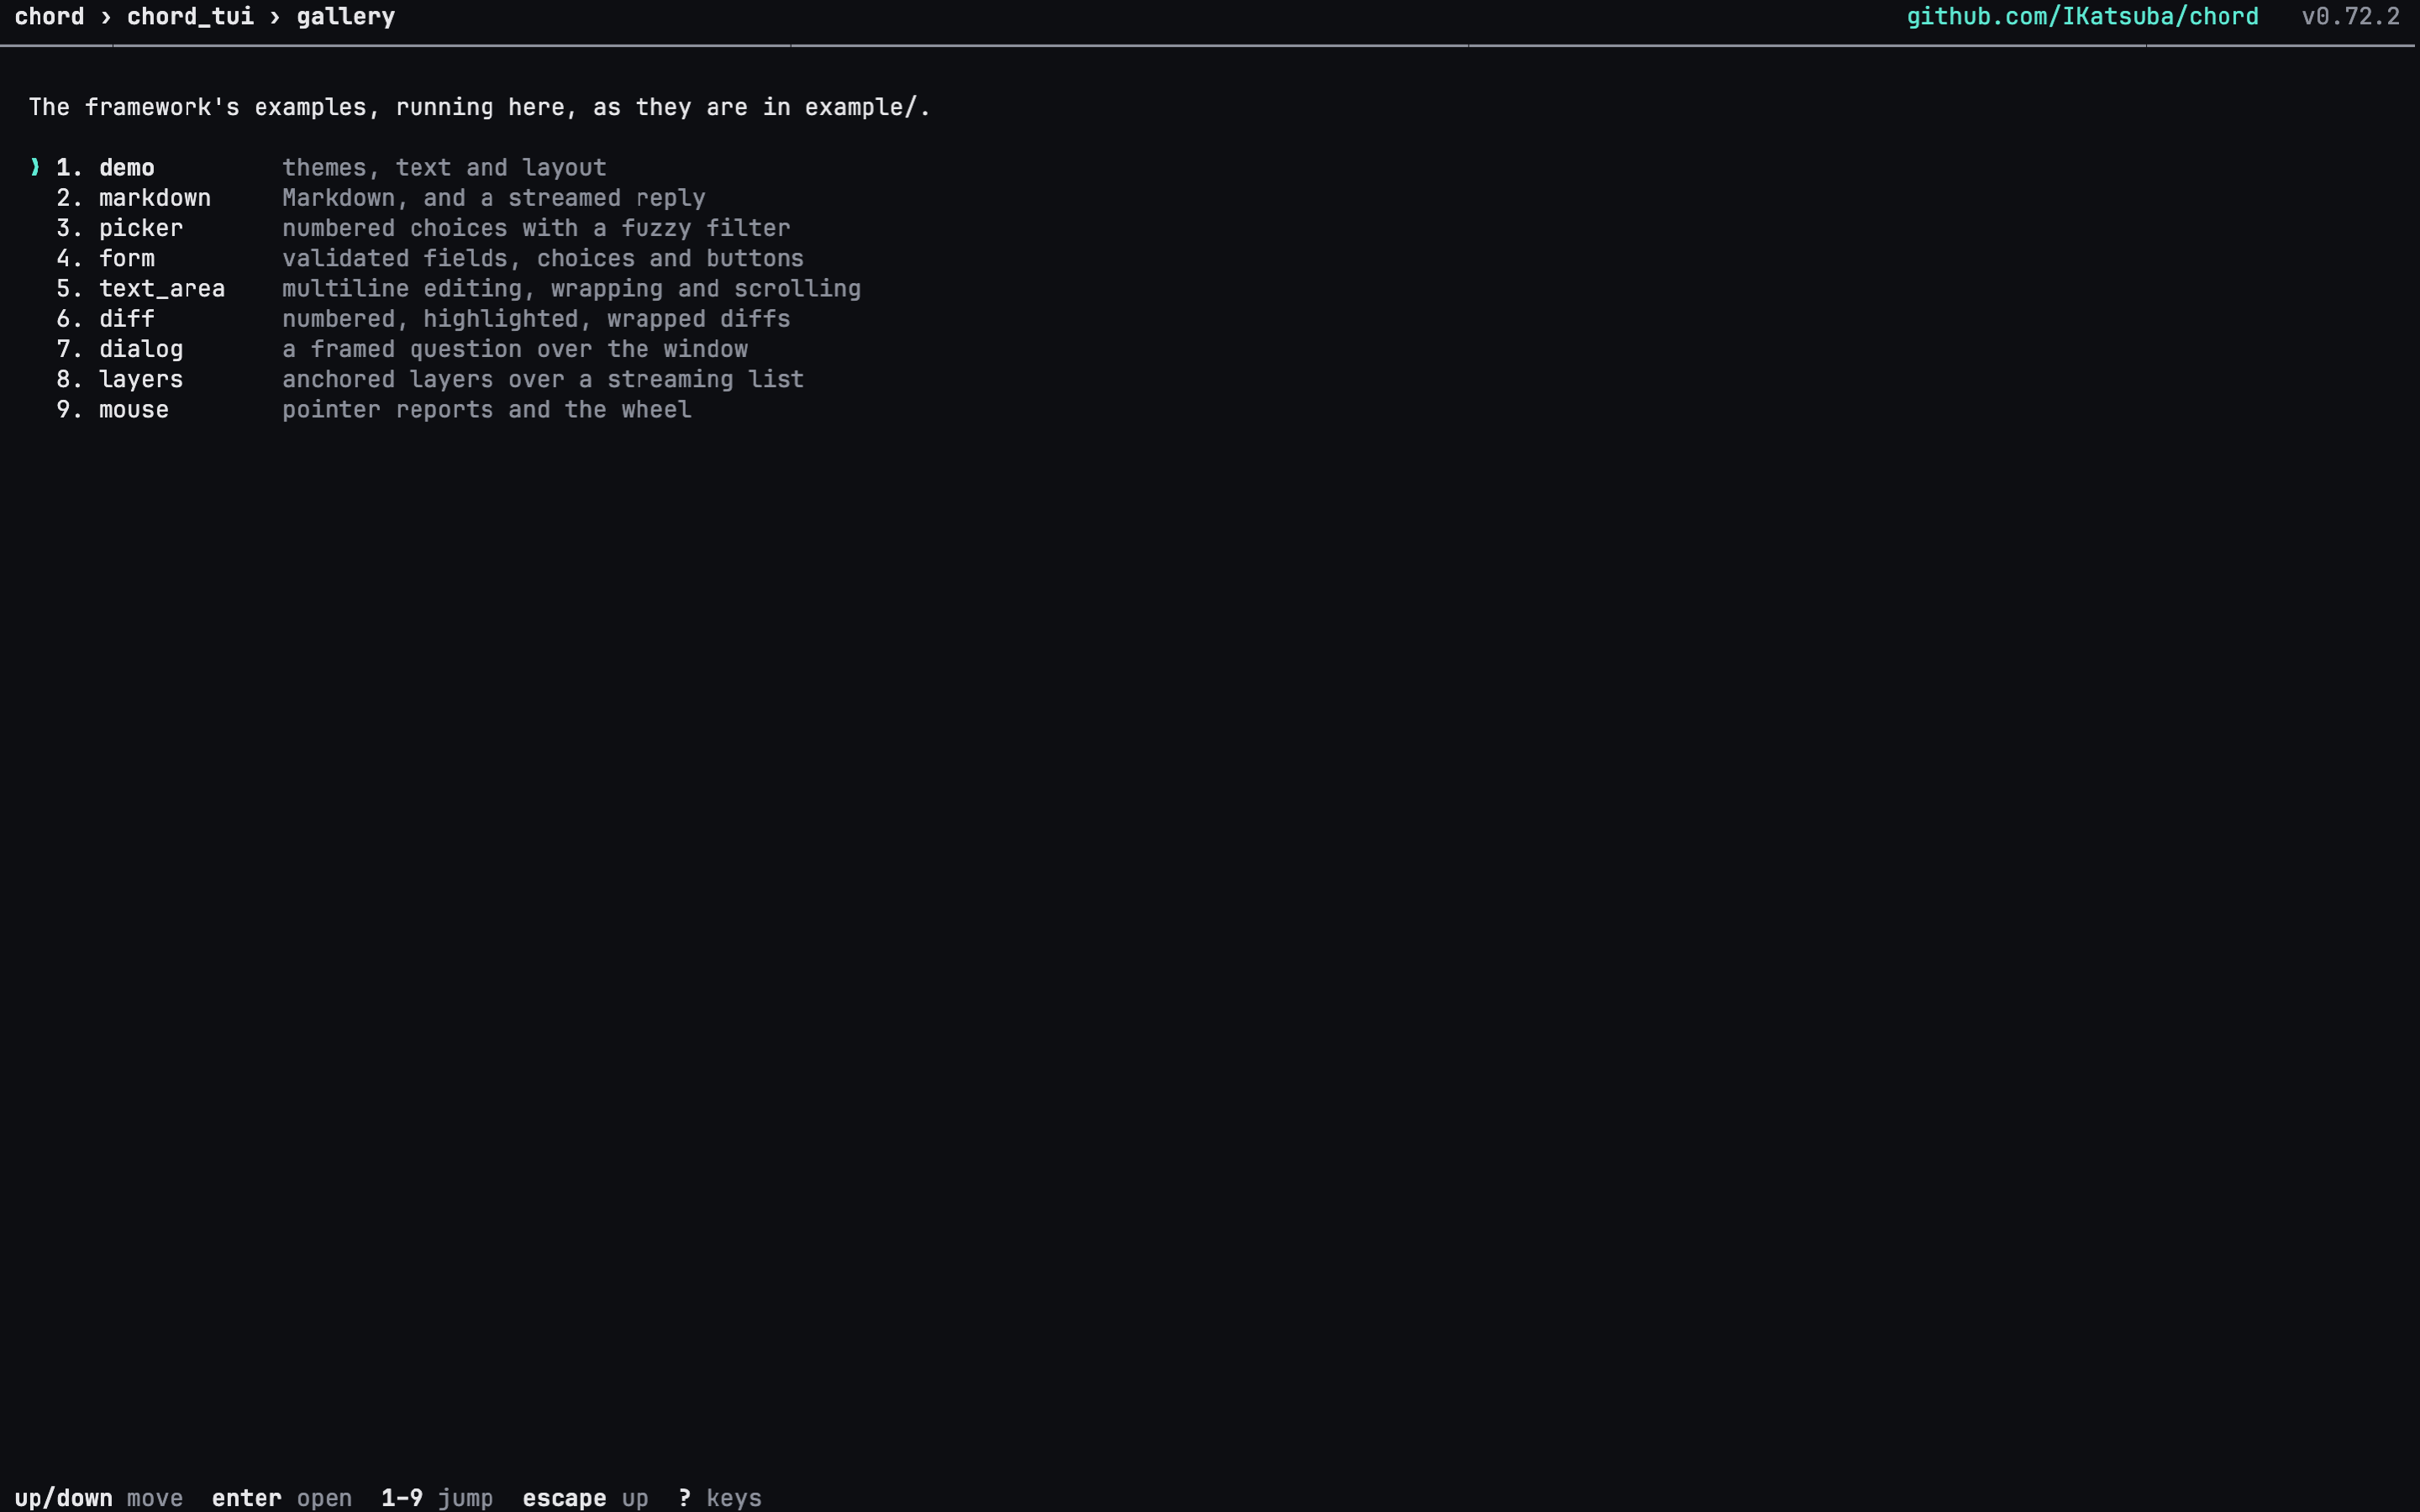 chord › chord_tui › gallery github.com/IKatsuba/chord v0.72.2
The framework's examples, running here, as they are in example/.
❯ 1. demo themes, text and layout
2. markdown Markdown, and a streamed reply
3. picker numbered choices with a fuzzy filter
4. form validated fields, choices and buttons
5. text_area multiline editing, wrapping and scrolling
6. diff numbered, highlighted, wrapped diffs
7. dialog a framed question over the window
8. layers anchored layers over a streaming list
9. mouse pointer reports and the wheel
up/down move enter open 1-9 jump escape up ? keys